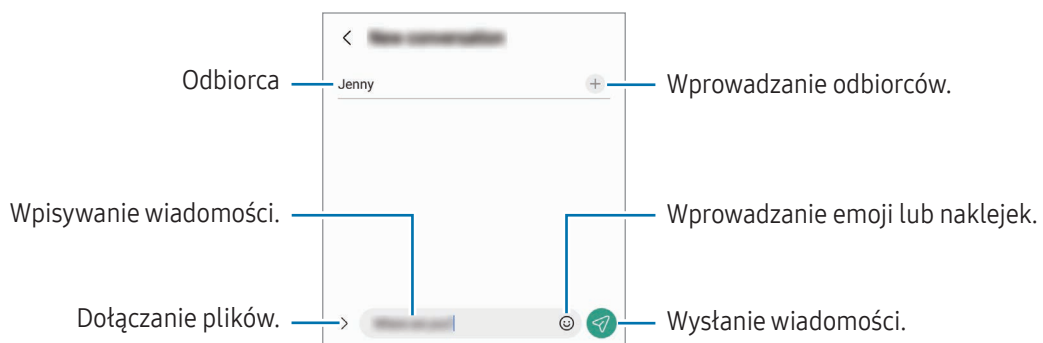 Odbiorca
Jenny
Wprowadzanie odbiorców.
Wpisywanie wiadomości.
Wprowadzanie emoji lub naklejek.
Dołączanie plików.
Wysłanie wiadomości.